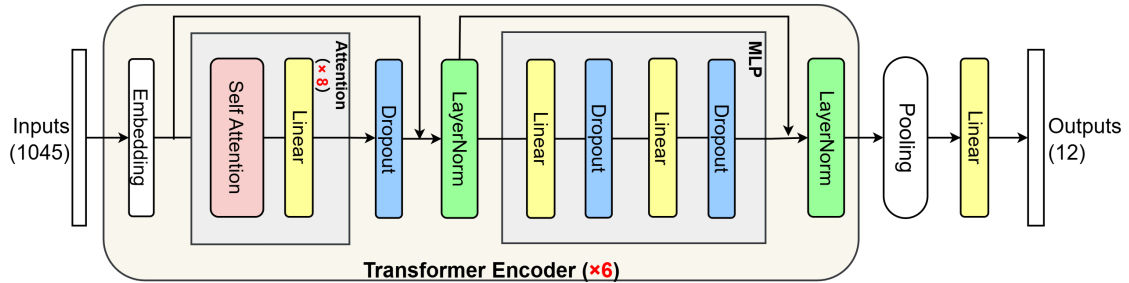 Inputs
(1045)
Embedding
Self Attention
Linear
Attention
(× 8)
Dropout
LayerNorm
Linear
Dropout
Linear
Dropout
MLP
LayerNorm
Transformer Encoder (×6)
Pooling
Linear
Outputs
(12)